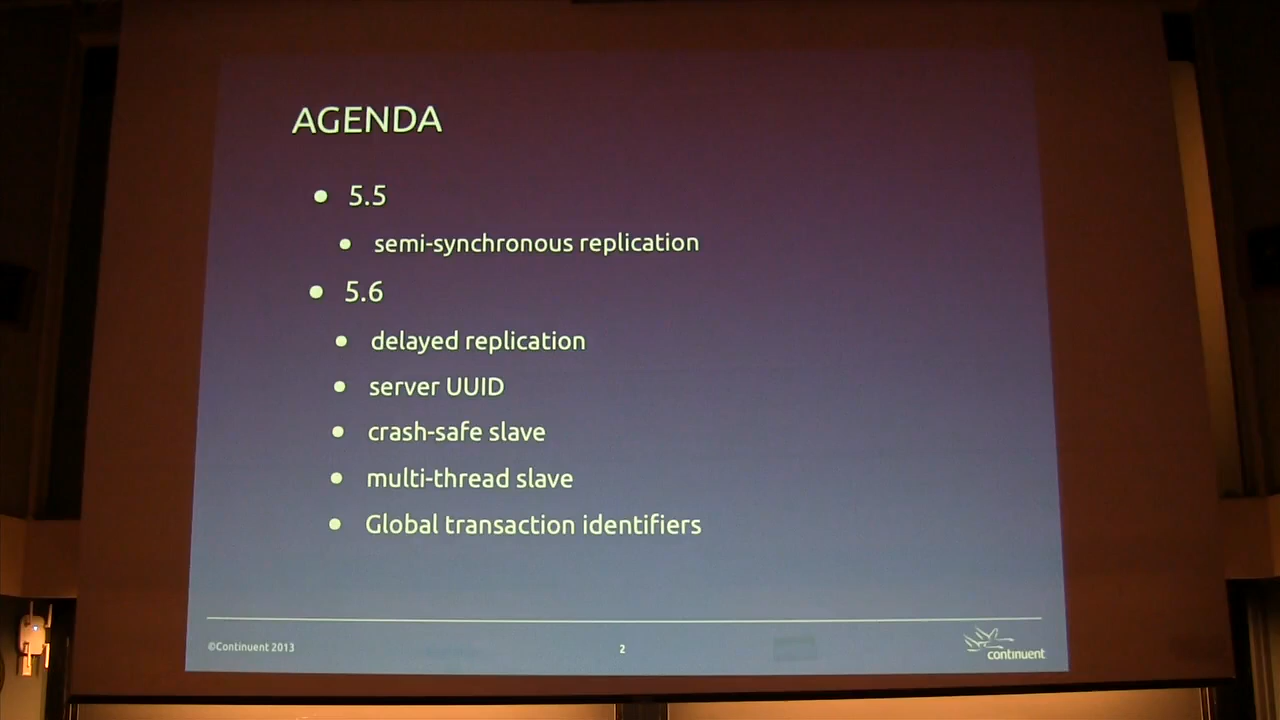 AGENDA
5.5
semi-synchronous replication
5.6
delayed replication
server UUID
crash-safe slave
multi-thread slave
Global transaction identifiers
©Continuent 2013
2
continuent